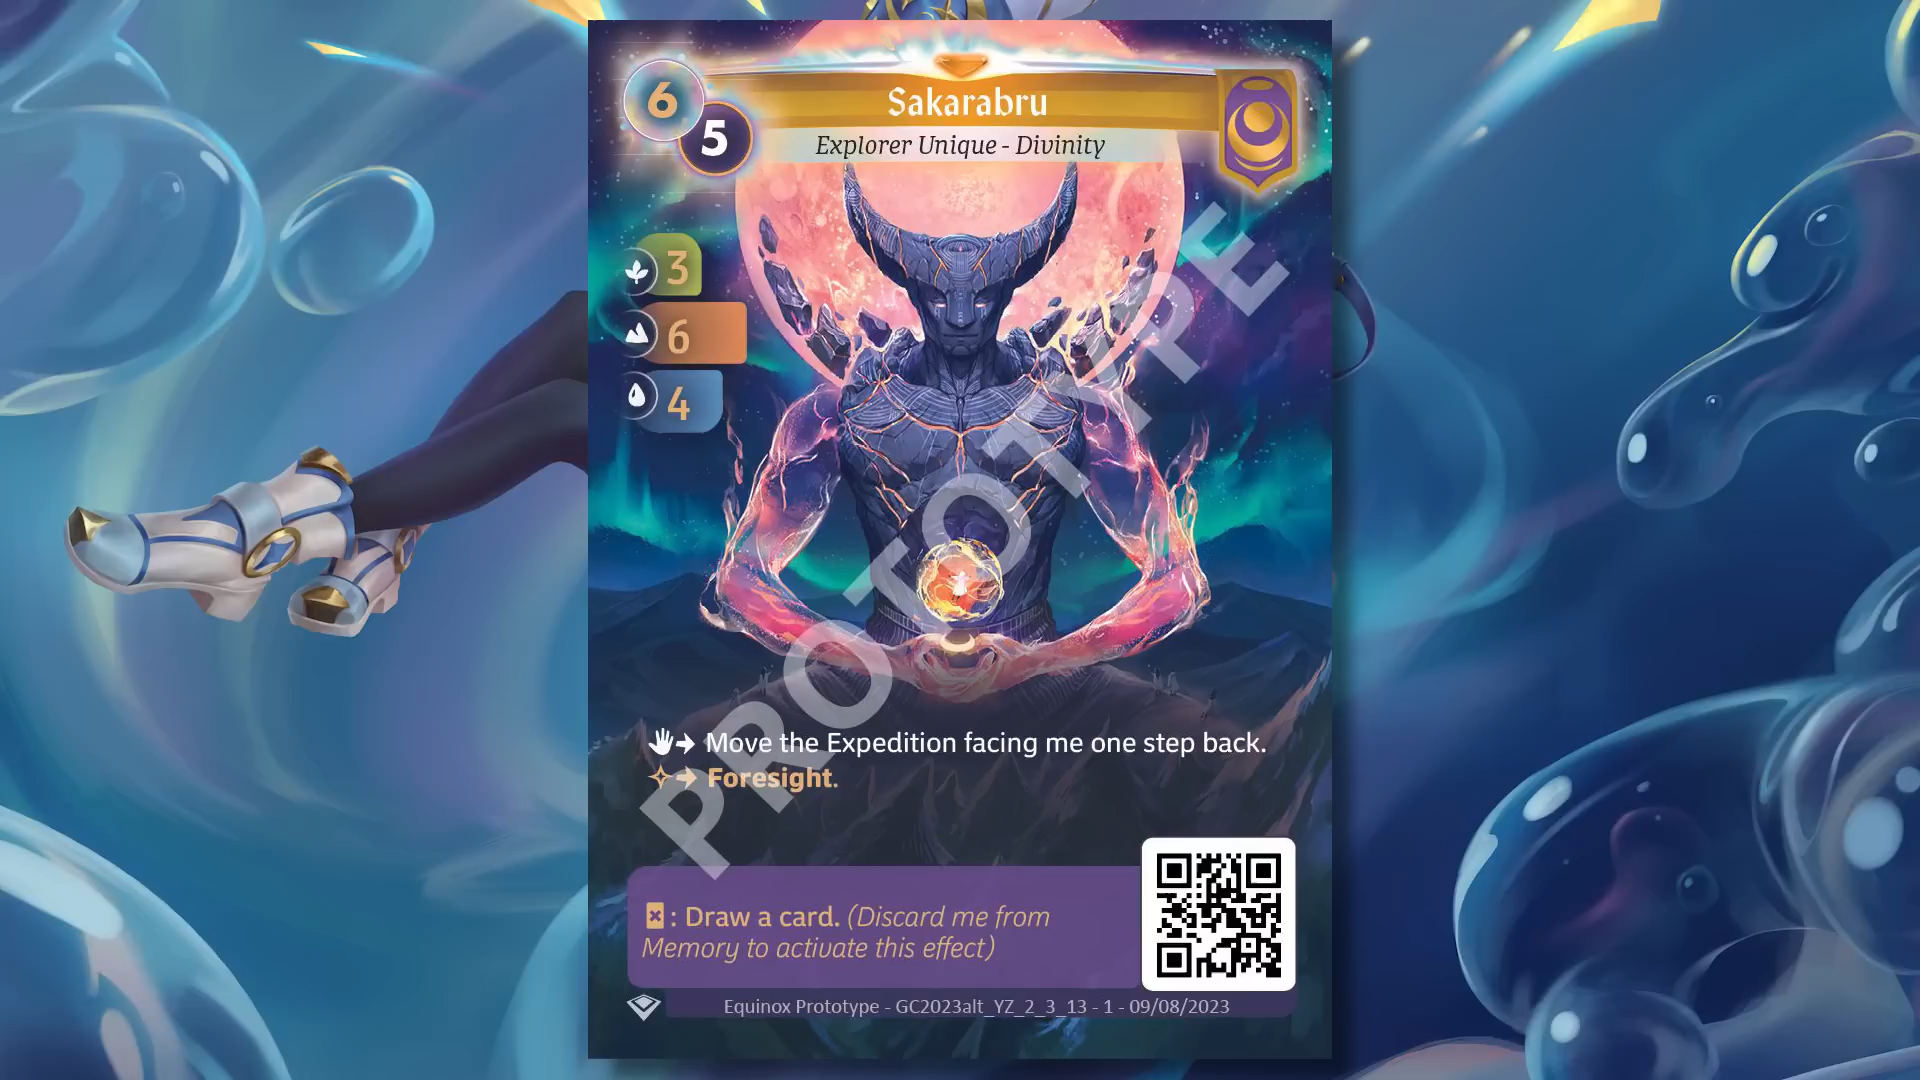 6
5
Sakarabru
Explorer Unique - Divinity
3
6
4
PROTOTYPE
Move the Expedition facing me one step back.
Foresight.
: Draw a card. (Discard me from
Memory to activate this effect)
Equinox Prototype - GC2023alt_YZ_2_3_13 - 1 - 09/08/2023